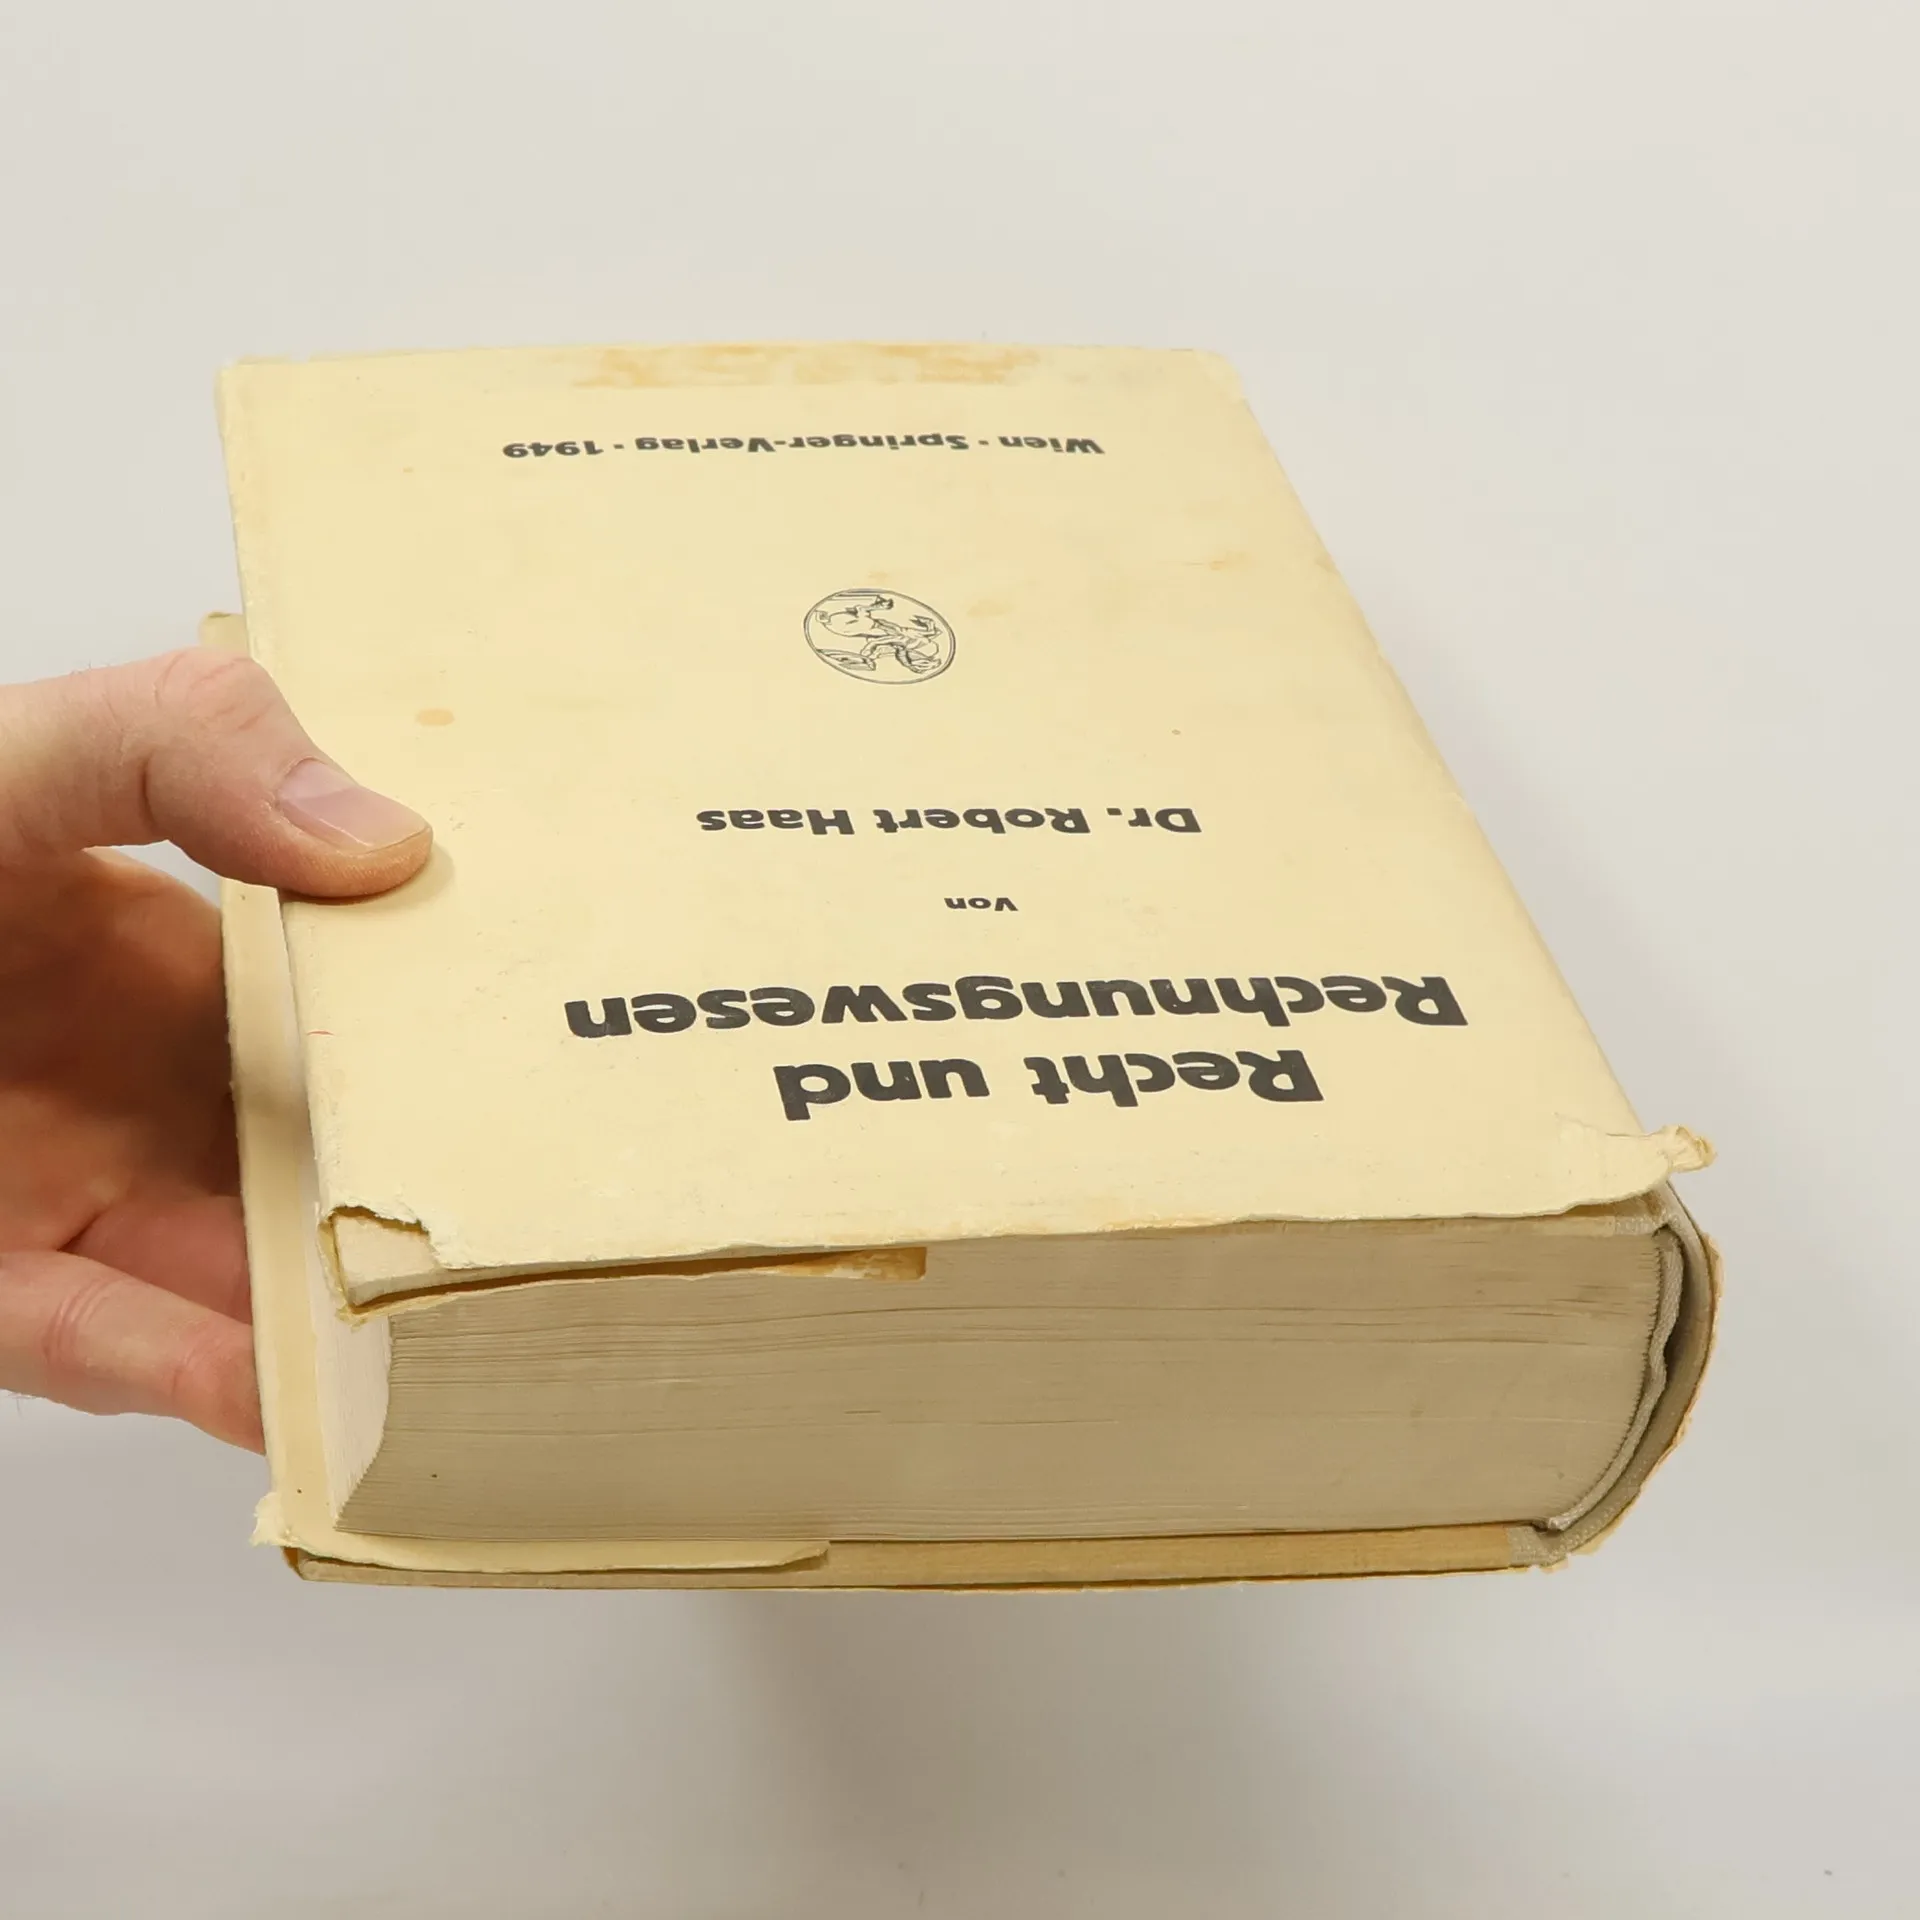 Recht und
Rechnungswesen
Von
Dr. Robert Haas
Wien · Springer-Verlag · 1949